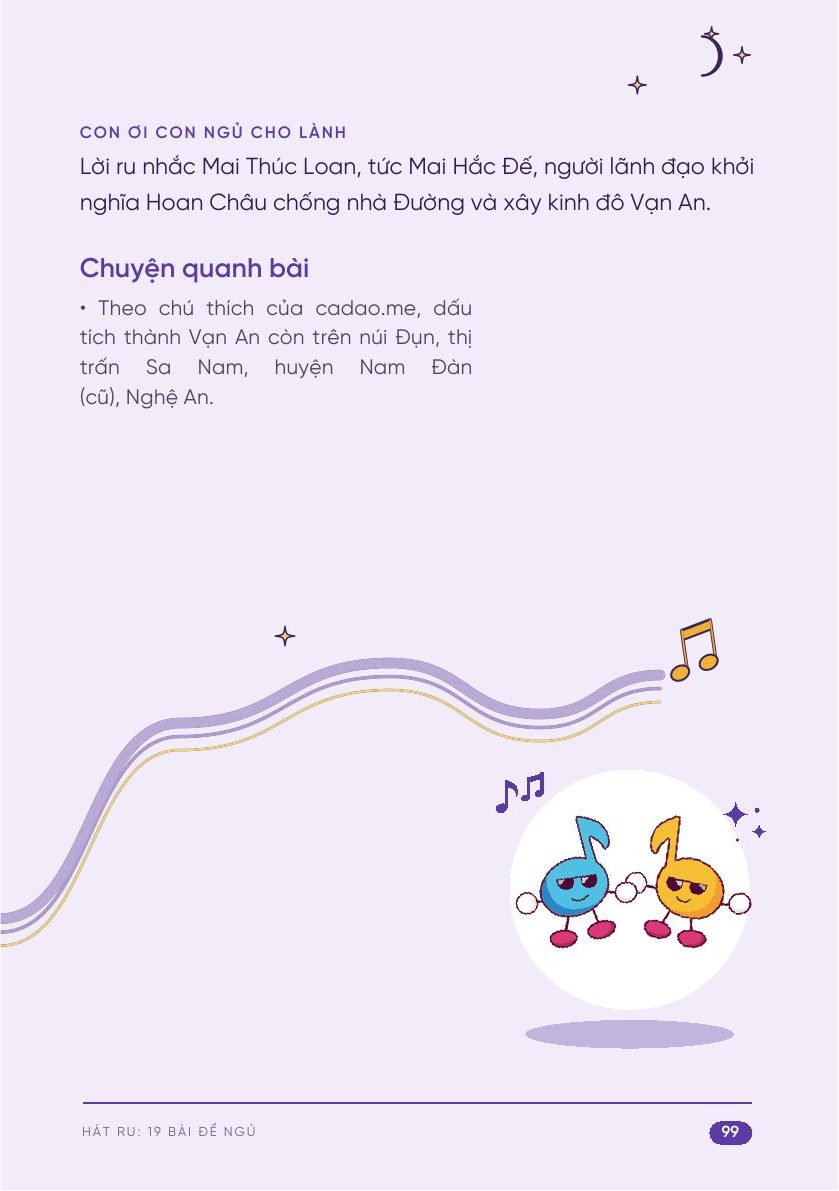 CON ƠI CON NGỦ CHO LÀNH
Lời ru nhắc Mai Thúc Loan, tức Mai Hắc Đế, người lãnh đạo khởi
nghĩa Hoan Châu chống nhà Đường và xây kinh đô Vạn An.
Chuyện quanh bài
• Theo chú thích của cadao.me, dấu
tích thành Vạn An còn trên núi Đụn, thị
trấn Sa Nam, huyện Nam Đàn
(cũ), Nghệ An.
HÁT RU: 19 BÀI ĐỂ NGỦ
99